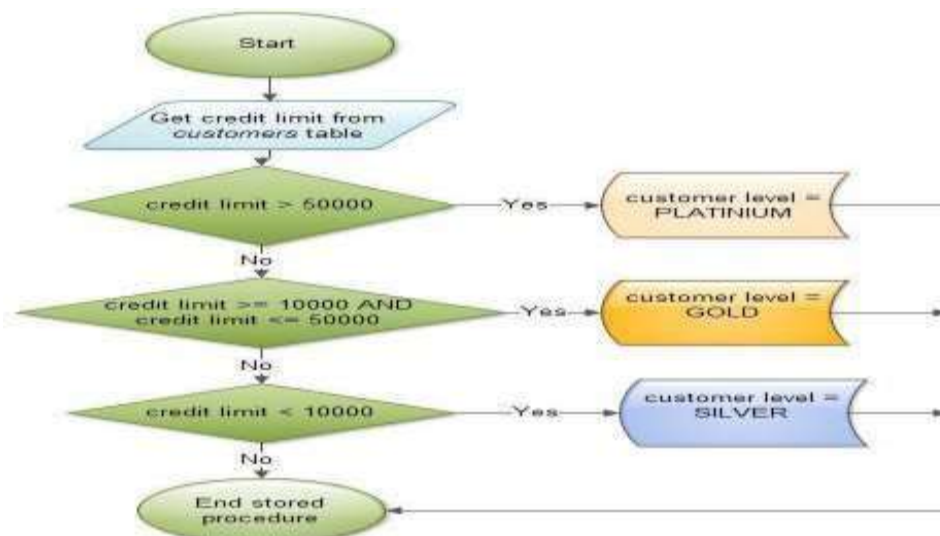 Start
Get credit limit from
customers table
credit limit > 50000
Yes
customer level =
PLATINIUM
No
credit limit >= 10000 AND
credit limit <= 50000
Yes
customer level =
GOLD
No
credit limit < 10000
Yes
customer level =
SILVER
No
End stored
procedure